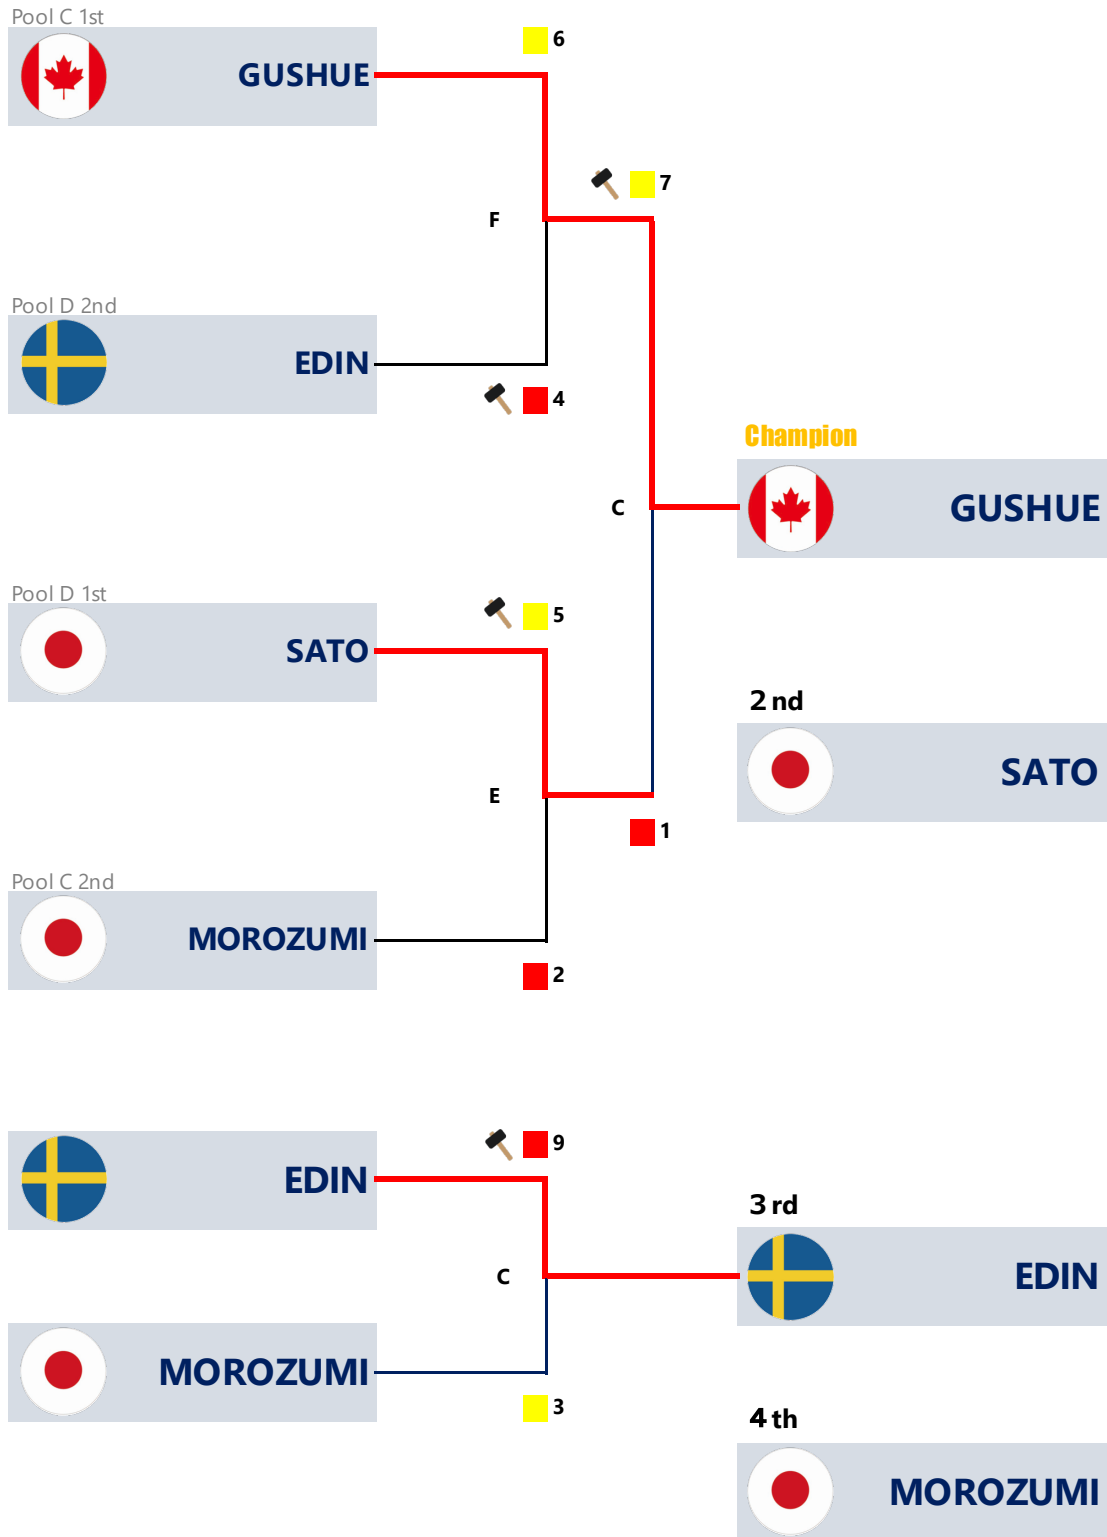 Pool C 1st
6
GUSHUE
7
F
Pool D 2nd
EDIN
4
Champion
C
GUSHUE
Pool D 1st
5
SATO
2 nd
SATO
E
1
Pool C 2nd
MOROZUMI
2
9
EDIN
3 rd
C
EDIN
MOROZUMI
3
4 th
MOROZUMI